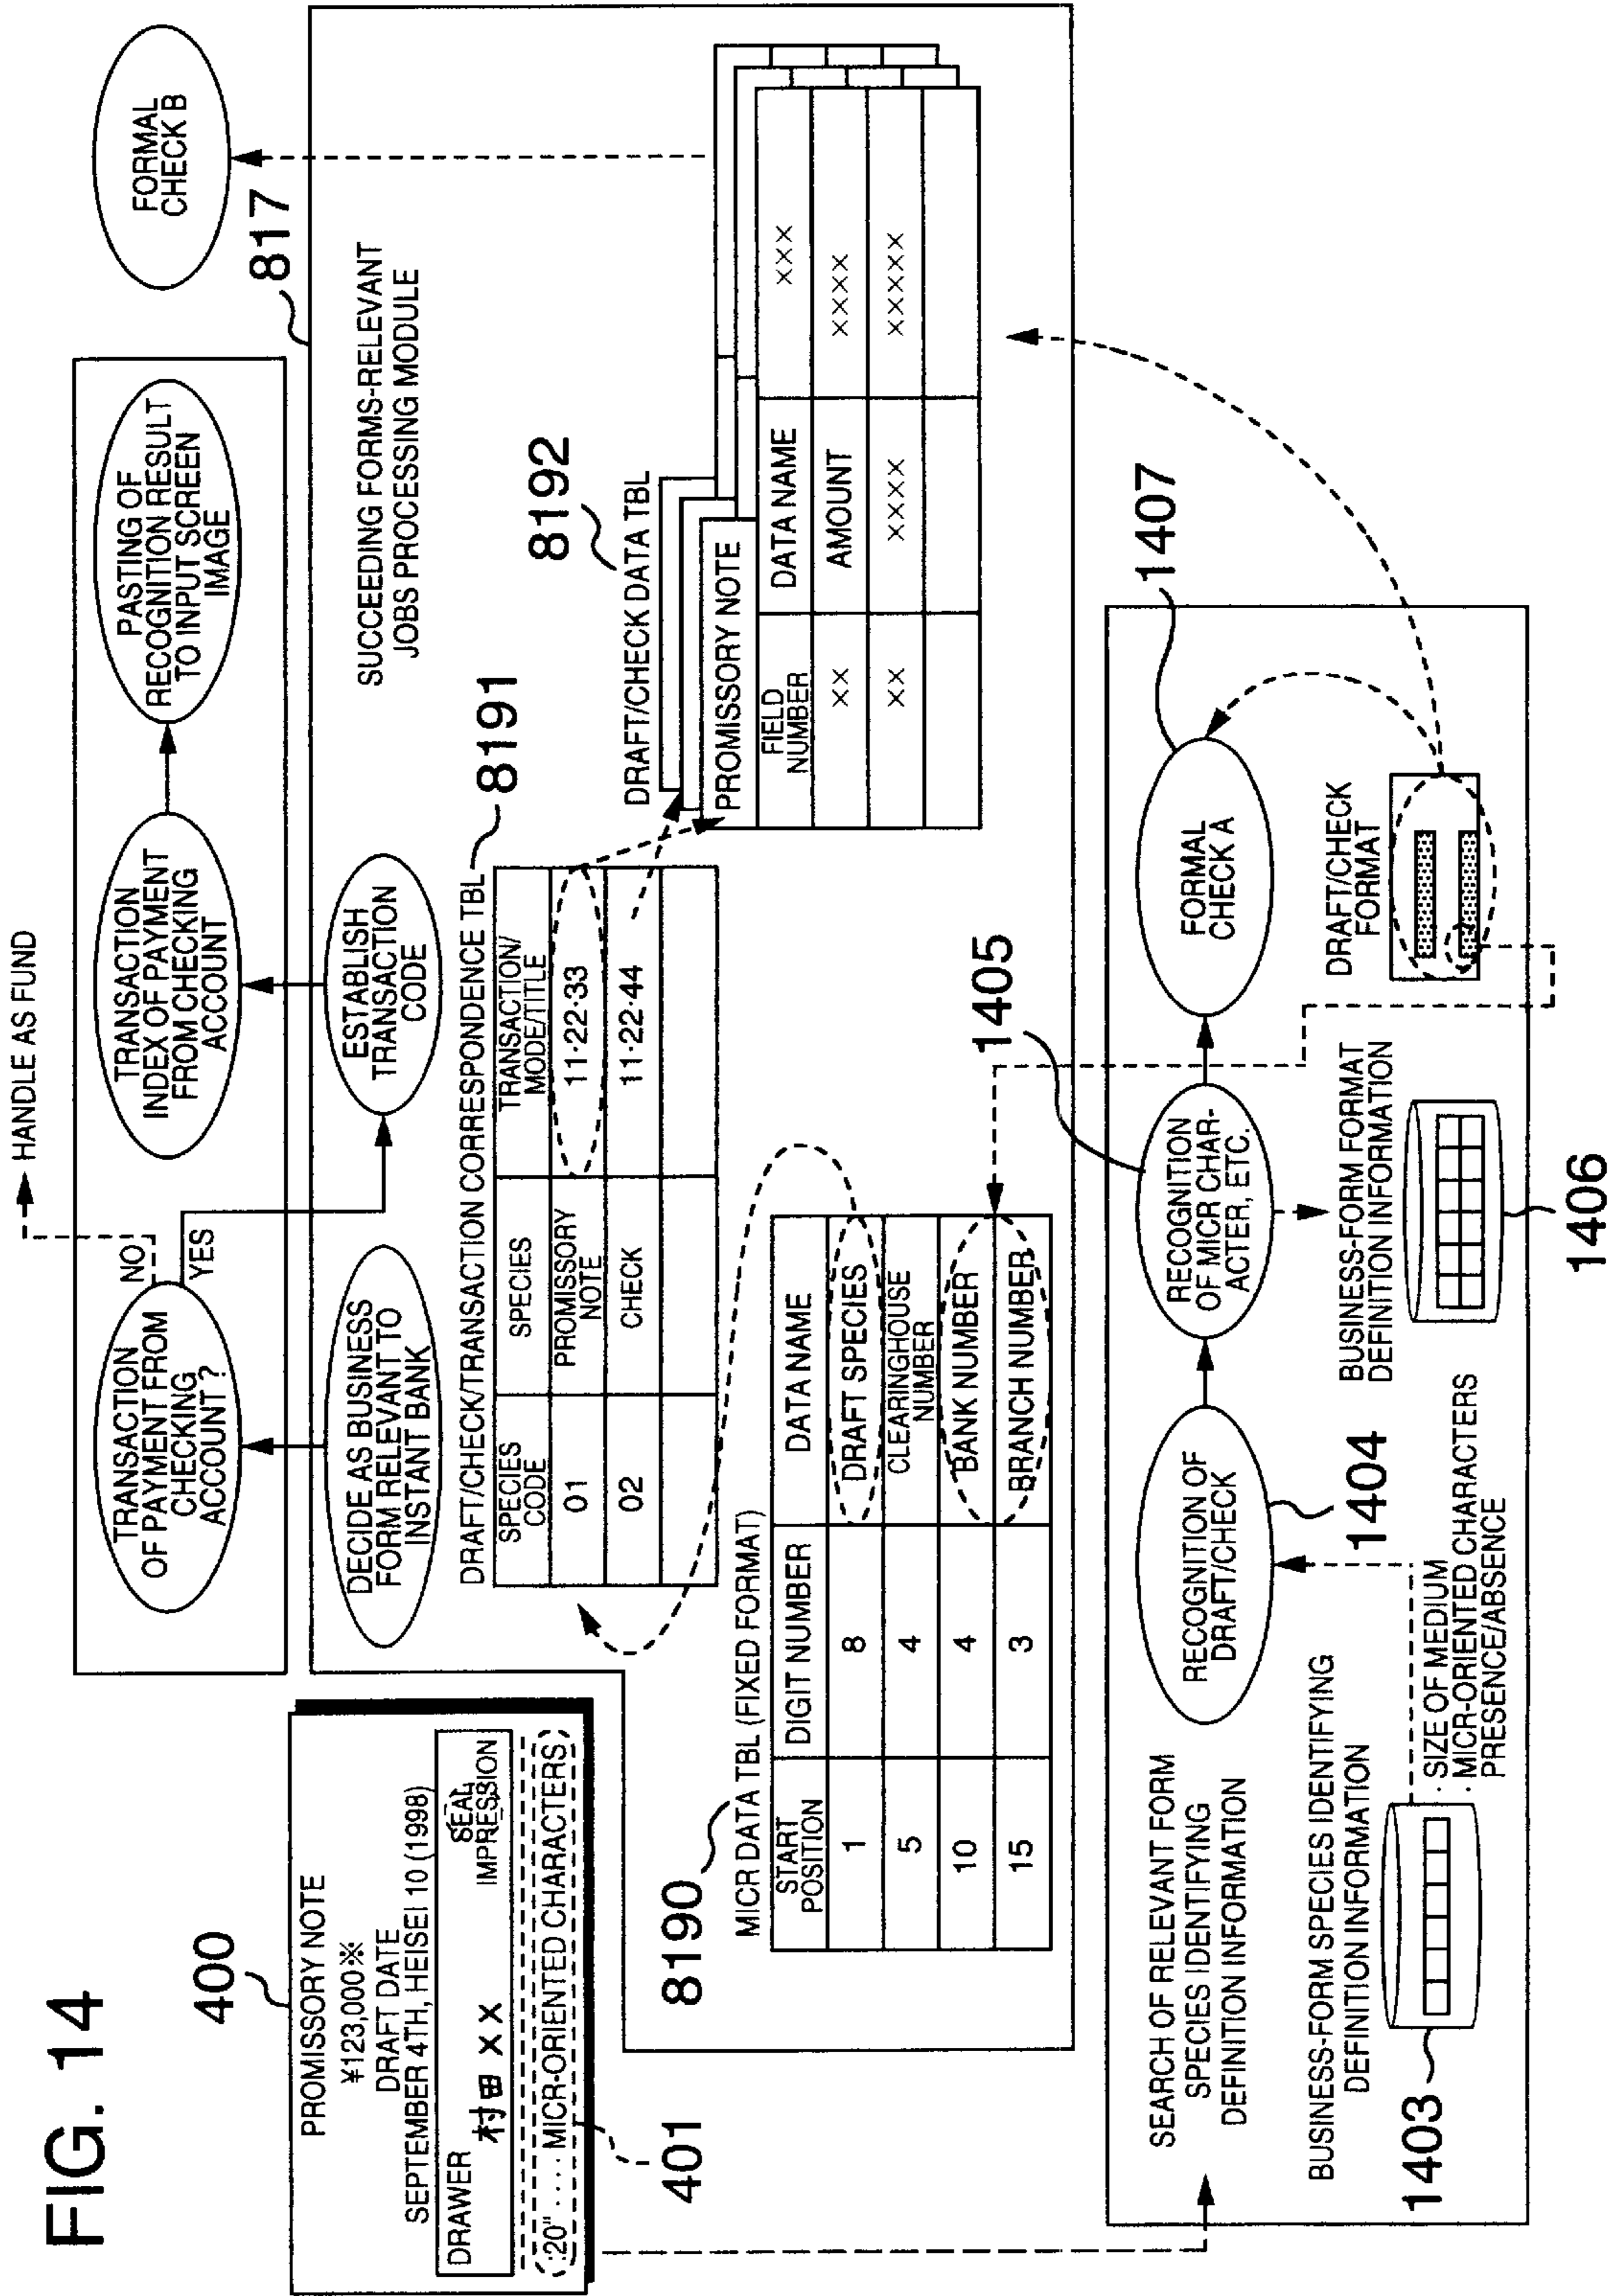 FIG. 14
400
PROMISSORY NOTE
¥123,000※
DRAFT DATE
SEPTEMBER 4TH, HEISEI 10 (1998)
DRAWER
村田 ××
SEAL
IMPRESSION
:20" ···· MICR-ORIENTED CHARACTERS
401
HANDLE AS FUND
TRANSACTION
OF PAYMENT FROM
CHECKING
ACCOUNT ?
NO
YES
TRANSACTION
INDEX OF PAYMENT
FROM CHECKING
ACCOUNT
PASTING OF
RECOGNITION RESULT
TO INPUT SCREEN
IMAGE
FORMAL
CHECK B
817
DECIDE AS BUSINESS
FORM RELEVANT TO
INSTANT BANK
ESTABLISH
TRANSACTION
CODE
SUCCEEDING FORMS-RELEVANT
JOBS PROCESSING MODULE
DRAFT/CHECK/TRANSACTION CORRESPONDENCE TBL
8191
SPECIES
CODE
SPECIES
TRANSACTION/
MODE/TITLE
01
PROMISSORY
NOTE
11·22·33
02
CHECK
11·22·44
8192
DRAFT/CHECK DATA TBL
PROMISSORY NOTE
FIELD
NUMBER
DATA NAME
×××
××
AMOUNT
××××
××
××××
×××××
8190
MICR DATA TBL (FIXED FORMAT)
START
POSITION
DIGIT NUMBER
DATA NAME
1
8
DRAFT SPECIES
5
4
CLEARINGHOUSE
NUMBER
10
4
BANK NUMBER
15
3
BRANCH NUMBER
SEARCH OF RELEVANT FORM
SPECIES IDENTIFYING
DEFINITION INFORMATION
RECOGNITION OF
DRAFT/CHECK
1404
RECOGNITION
OF MICR CHAR-
ACTER, ETC.
1405
FORMAL
CHECK A
1407
BUSINESS-FORM SPECIES IDENTIFYING
DEFINITION INFORMATION
1403
· SIZE OF MEDIUM
· MICR-ORIENTED CHARACTERS
PRESENCE/ABSENCE
BUSINESS-FORM FORMAT
DEFINITION INFORMATION
1406
DRAFT/CHECK
FORMAT